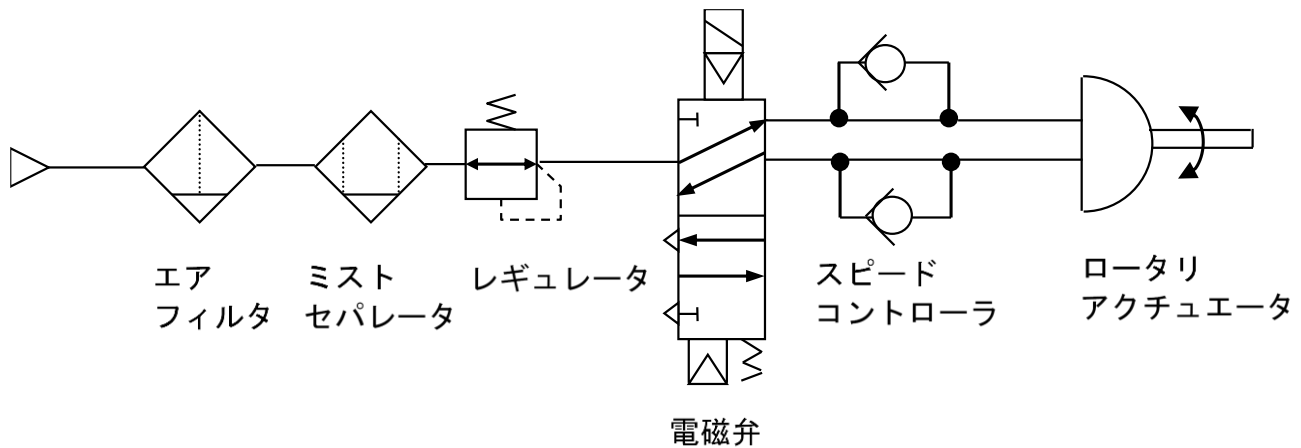 エア
フィルタ
ミスト
セパレータ
レギュレータ
電磁弁
スピード
コントローラ
ロータリ
アクチュエータ